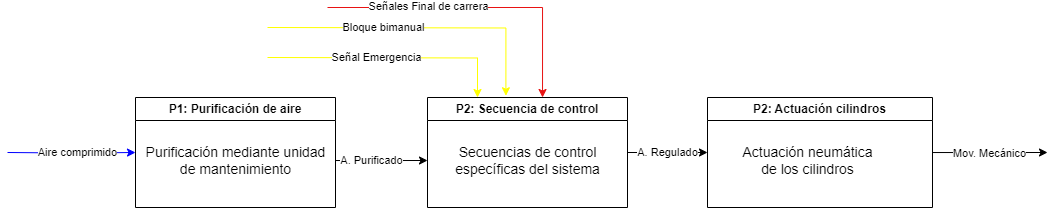 Señales Final de carrera
Bloque bimanual
Señal Emergencia
P1: Purificación de aire
P2: Secuencia de control
P2: Actuación cilindros
Aire comprimido
Purificación mediante unidad
de mantenimiento
A. Purificado
Secuencias de control
específicas del sistema
A. Regulado
Actuación neumática
de los cilindros
Mov. Mecánico